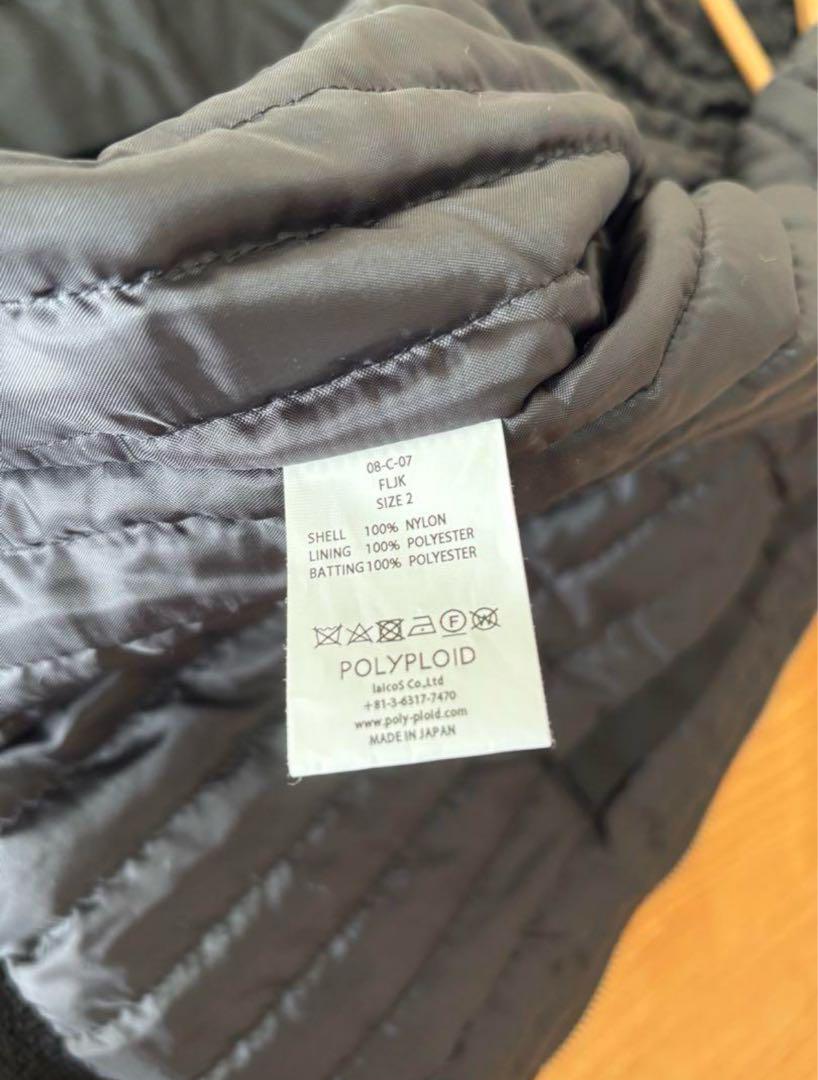 08-C-07
FLJK
SIZE 2
SHELL 100% NYLON
LINING 100% POLYESTER
BATTING 100% POLYESTER
F W
POLYPLOID
lalcoS Co.,Ltd
+81-3-6317-7470
www.poly-ploid.com
MADE IN JAPAN